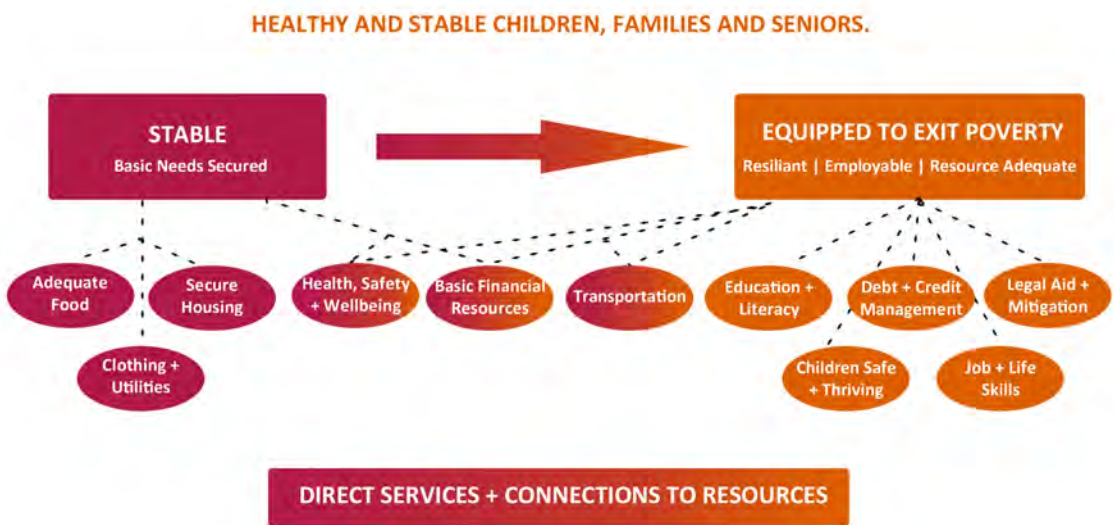 HEALTHY AND STABLE CHILDREN, FAMILIES AND SENIORS.
STABLE
Basic Needs Secured
EQUIPPED TO EXIT POVERTY
Resiliant | Employable | Resource Adequate
Adequate
Food
Secure
Housing
Clothing +
Utilities
Health, Safety
+ Wellbeing
Basic Financial
Resources
Transportation
Education +
Literacy
Debt + Credit
Management
Legal Aid +
Mitigation
Children Safe
+ Thriving
Job + Life
Skills
DIRECT SERVICES + CONNECTIONS TO RESOURCES